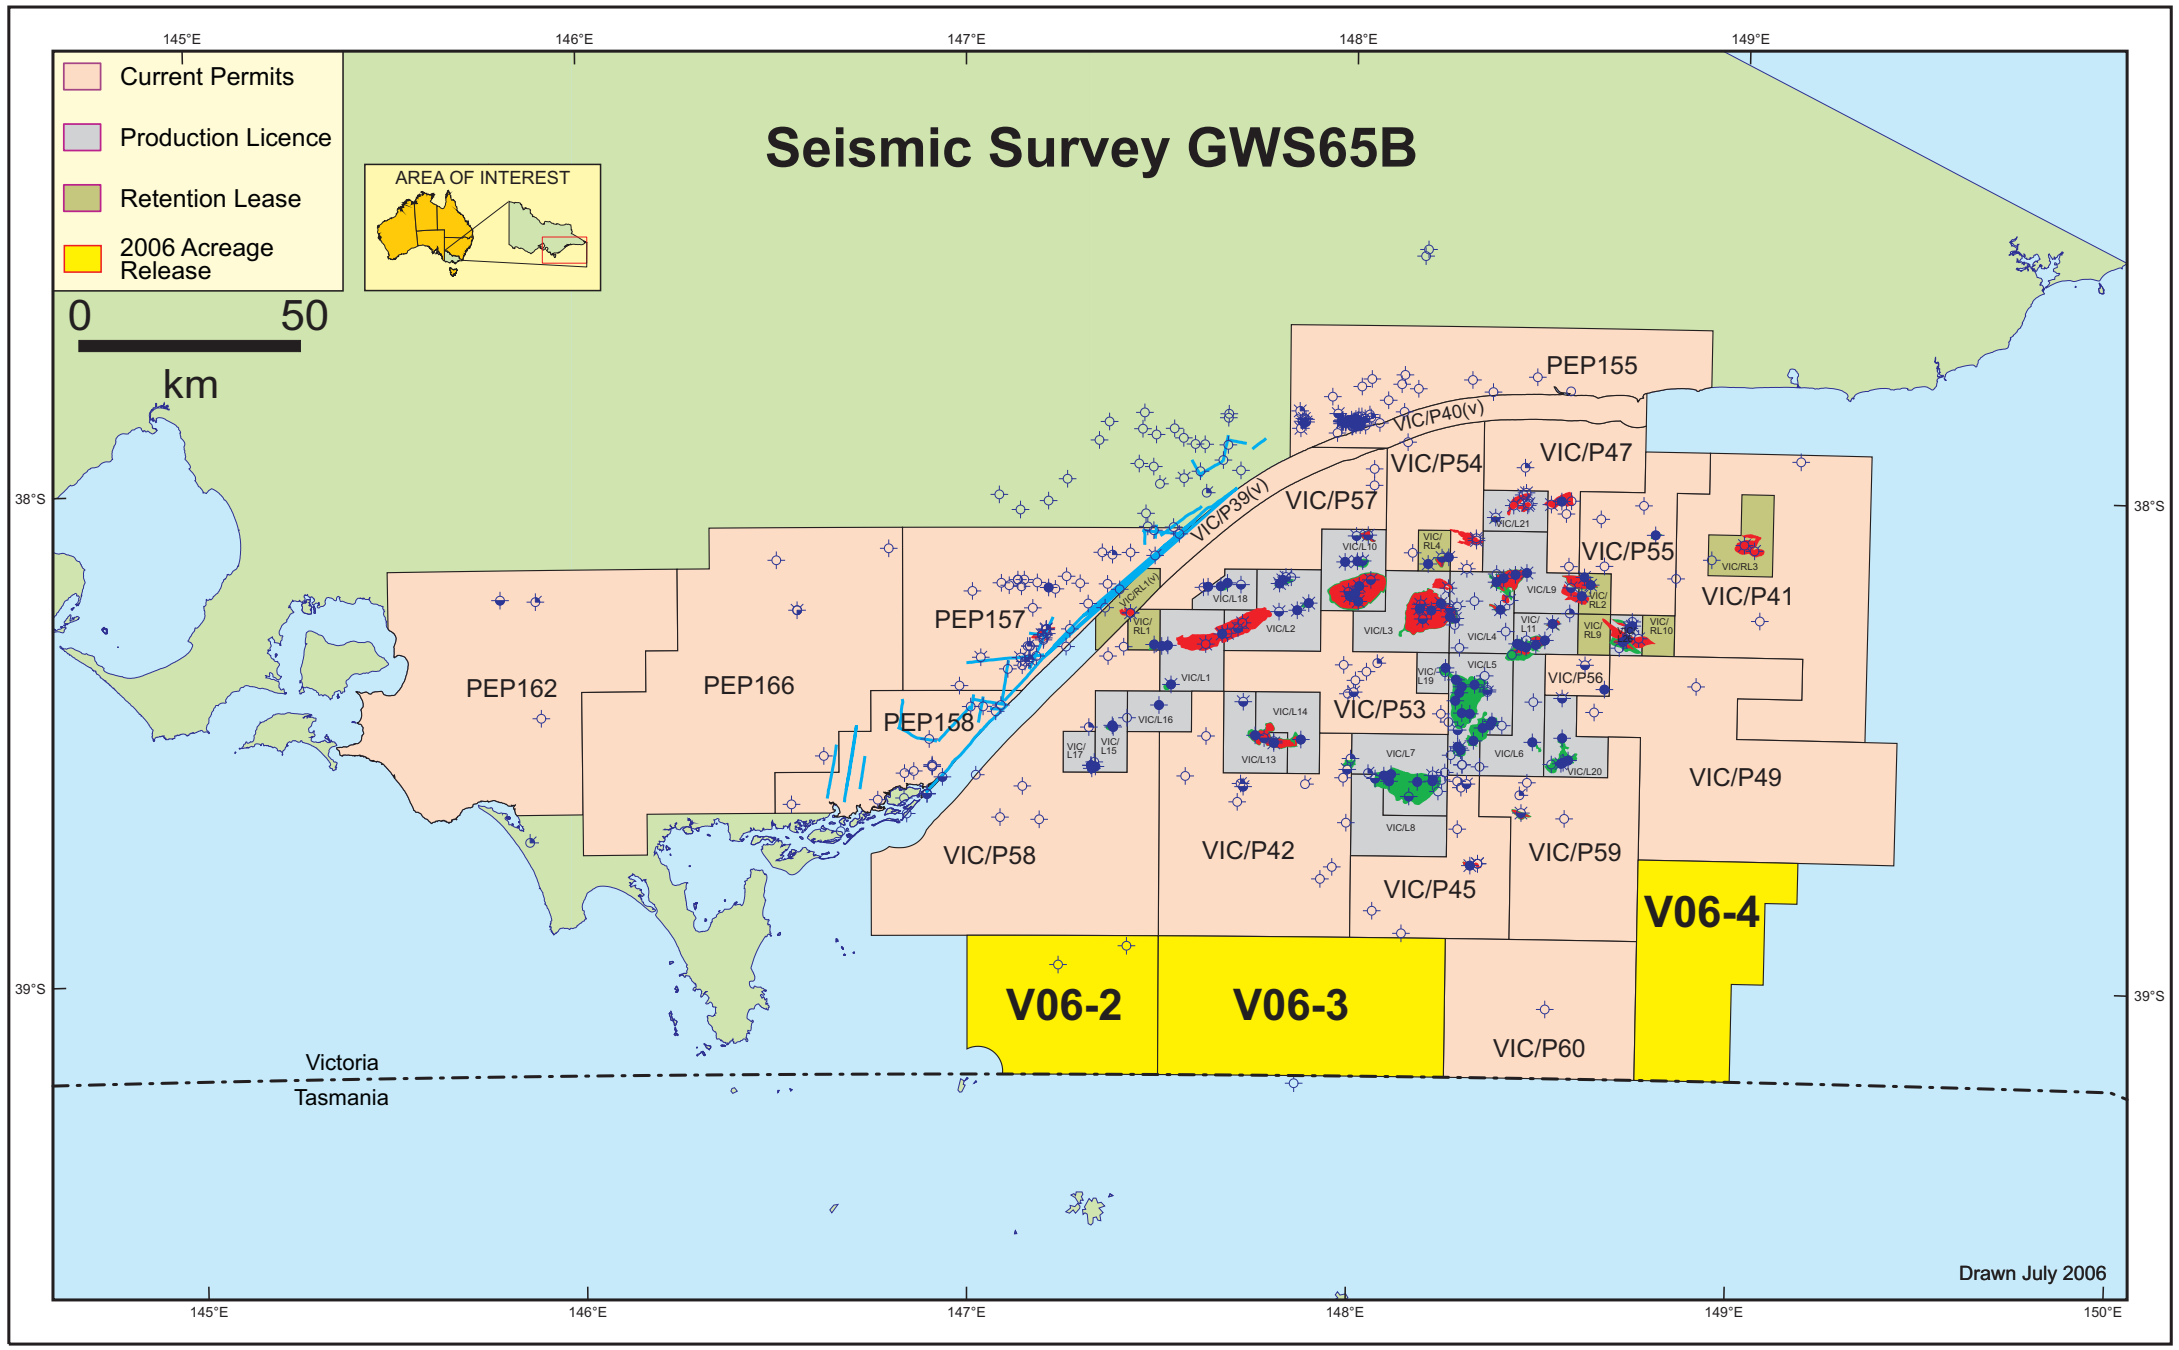 145°E
146°E
147°E
148°E
149°E
Current Permits
Production Licence
Retention Lease
2006 Acreage
Release
AREA OF INTEREST
Seismic Survey GWS65B
0
50
km
PEP155
VIC/P40(v)
VIC/P54
VIC/P47
38°S
38°S
VIC/P57
VIC/P39(v)
VIC/L21
VIC/L10
VIC/
RL4
VIC/P55
VIC/RL3
VIC/RL1(v)
VIC/L18
VIC/L9
VIC/
RL2
VIC/P41
PEP157
VIC/
RL1
VIC/L2
VIC/L3
VIC/L4
VIC/
L11
VIC/
RL9
VIC/
RL10
PEP162
PEP166
VIC/L1
VIC/
L19
VIC/L5
VIC/P56
PEP158
VIC/L16
VIC/L14
VIC/P53
VIC/
L17
VIC/
L15
VIC/L13
VIC/L7
VIC/L6
VIC/L20
VIC/P49
VIC/L8
VIC/P58
VIC/P42
VIC/P59
VIC/P45
V06-4
39°S
39°S
V06-2
V06-3
VIC/P60
Victoria
Tasmania
Drawn July 2006
145°E
146°E
147°E
148°E
149°E
150°E